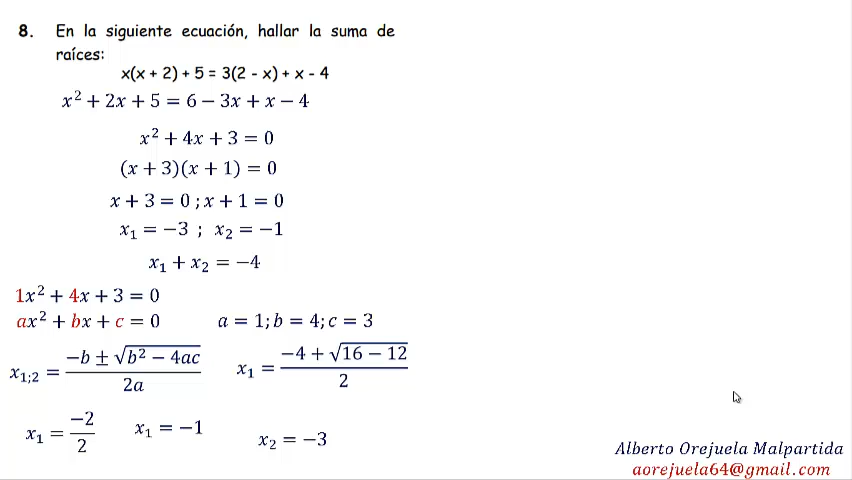 8. En la siguiente ecuación, hallar la suma de
raíces:
x(x + 2) + 5 = 3(2 - x) + x - 4
x² + 2x + 5 = 6 − 3x + x − 4
x² + 4x + 3 = 0
(x + 3)(x + 1) = 0
x + 3 = 0 ; x + 1 = 0
x₁ = −3 ; x₂ = −1
x₁ + x₂ = −4
1x² + 4x + 3 = 0
ax² + bx + c = 0 a = 1; b = 4; c = 3
x₁;₂ = (−b ± √(b² − 4ac))/(2a) x₁ = (−4 + √(16 − 12))/2
x₁ = −2/2 x₁ = −1 x₂ = −3
Alberto Orejuela Malpartida
aorejuela64@gmail.com